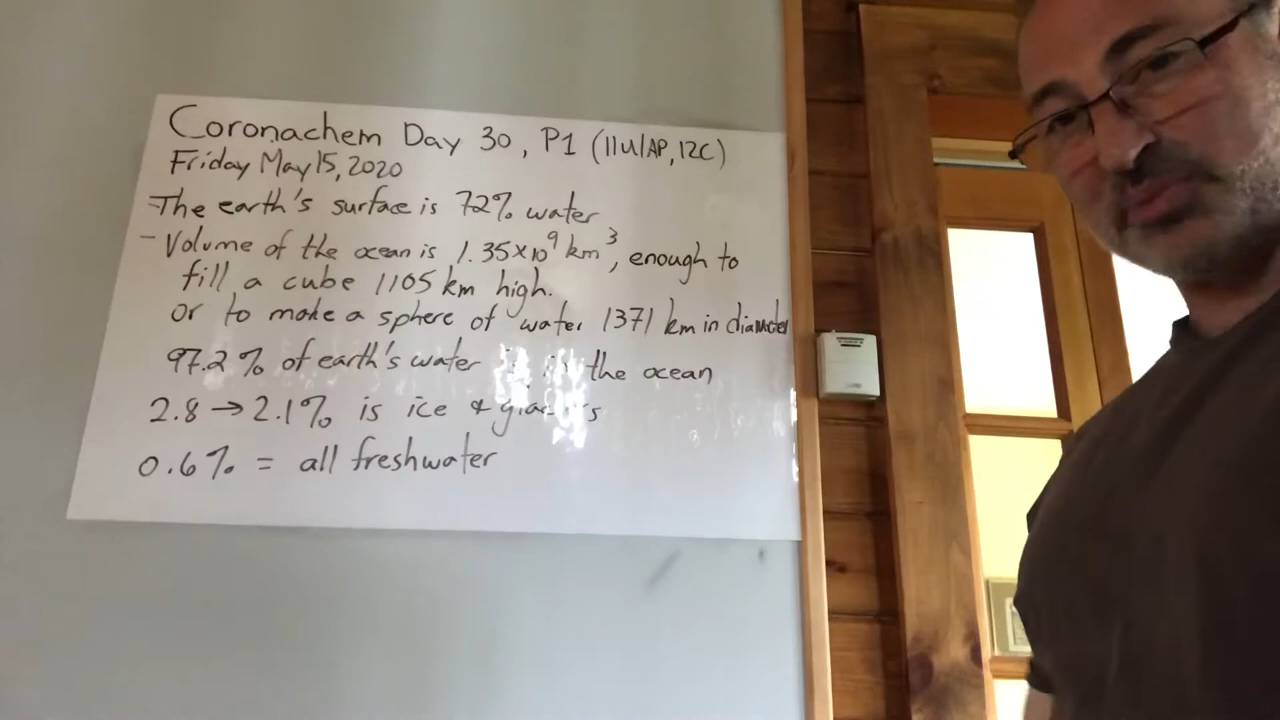 Coronachem Day 30, P1 (11U/AP, 12C)
Friday May 15, 2020
- The earth's surface is 72% water
- Volume of the ocean is 1.35x10⁹ km³, enough to
fill a cube 1105 km high.
or to make a sphere of water 1371 km in diameter
97.2% of earth's water the ocean
2.8 → 2.1% is ice &
0.6% = all freshwater